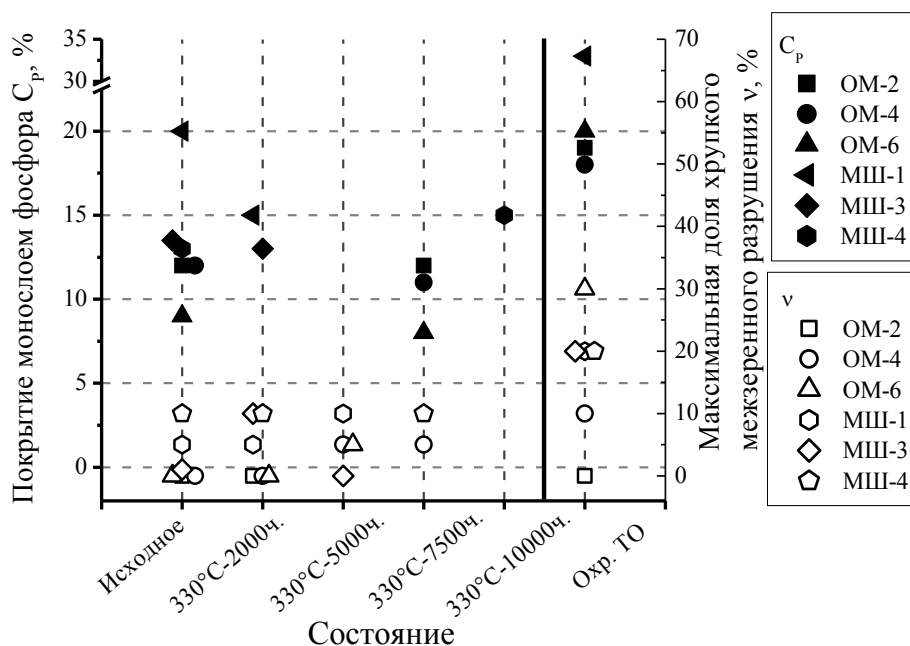 Покрытие монослоем фосфора C_P, %
35
30
20
15
10
5
0
Исходное
330°C-2000ч.
330°C-5000ч.
330°C-7500ч.
330°C-10000ч.
Охр. ТО
Состояние
70
60
50
40
30
20
10
0
Максимальная доля хрупкого
межзеренного разрушения ν, %
C_P
ОМ-2
ОМ-4
ОМ-6
МШ-1
МШ-3
МШ-4
ν
ОМ-2
ОМ-4
ОМ-6
МШ-1
МШ-3
МШ-4